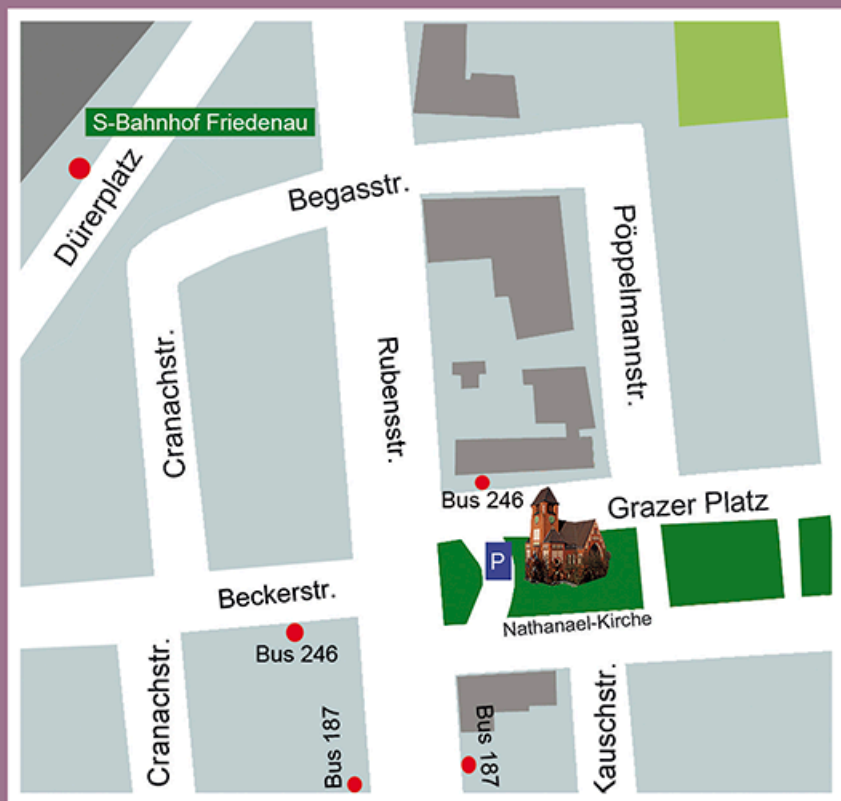 S-Bahnhof Friedenau
Dürerplatz
Begasstr.
Pöppelmannstr.
Cranachstr.
Rubensstr.
Bus 246
Grazer Platz
P
Beckerstr.
Nathanael-Kirche
Bus 246
Cranachstr.
Bus 187
Bus 187
Kauschstr.